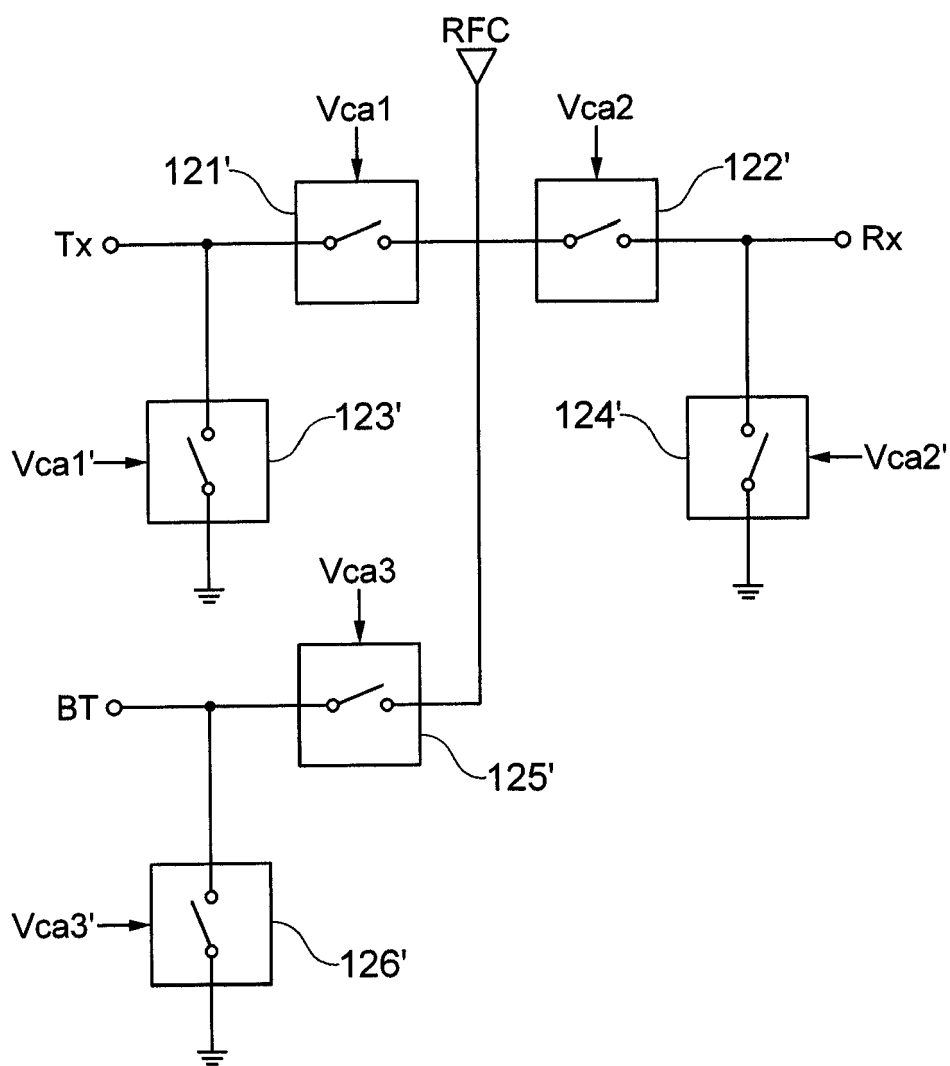 RFC
Vca1
Vca2
121'
122'
Tx
Rx
123'
124'
Vca1'
Vca2'
Vca3
BT
125'
Vca3'
126'